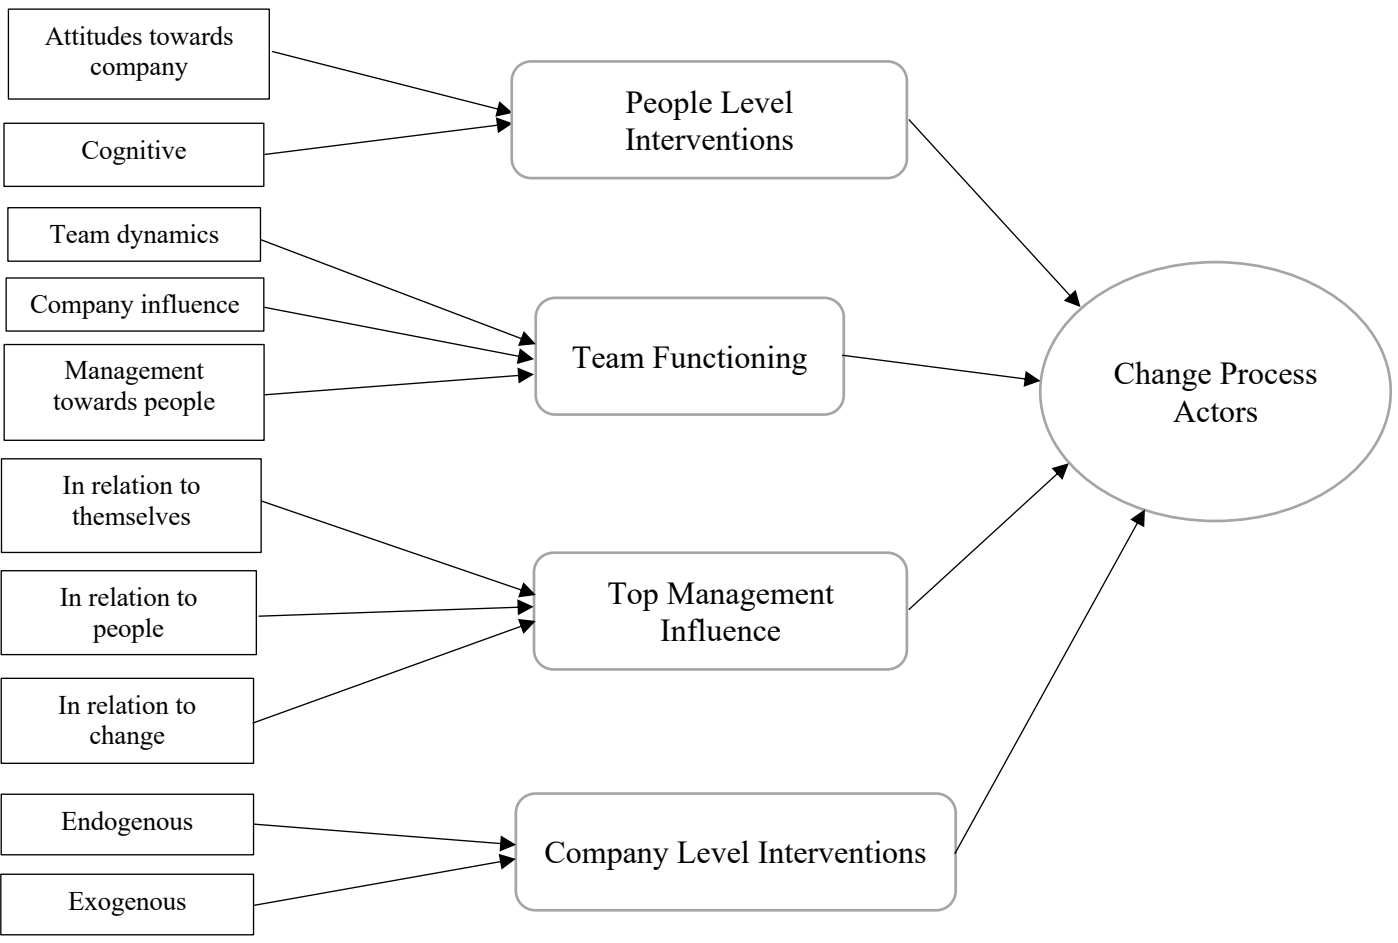 Attitudes towards
company
Cognitive
Team dynamics
Company influence
Management
towards people
In relation to
themselves
In relation to
people
In relation to
change
Endogenous
Exogenous
People Level
Interventions
Team Functioning
Top Management
Influence
Company Level Interventions
Change Process
Actors